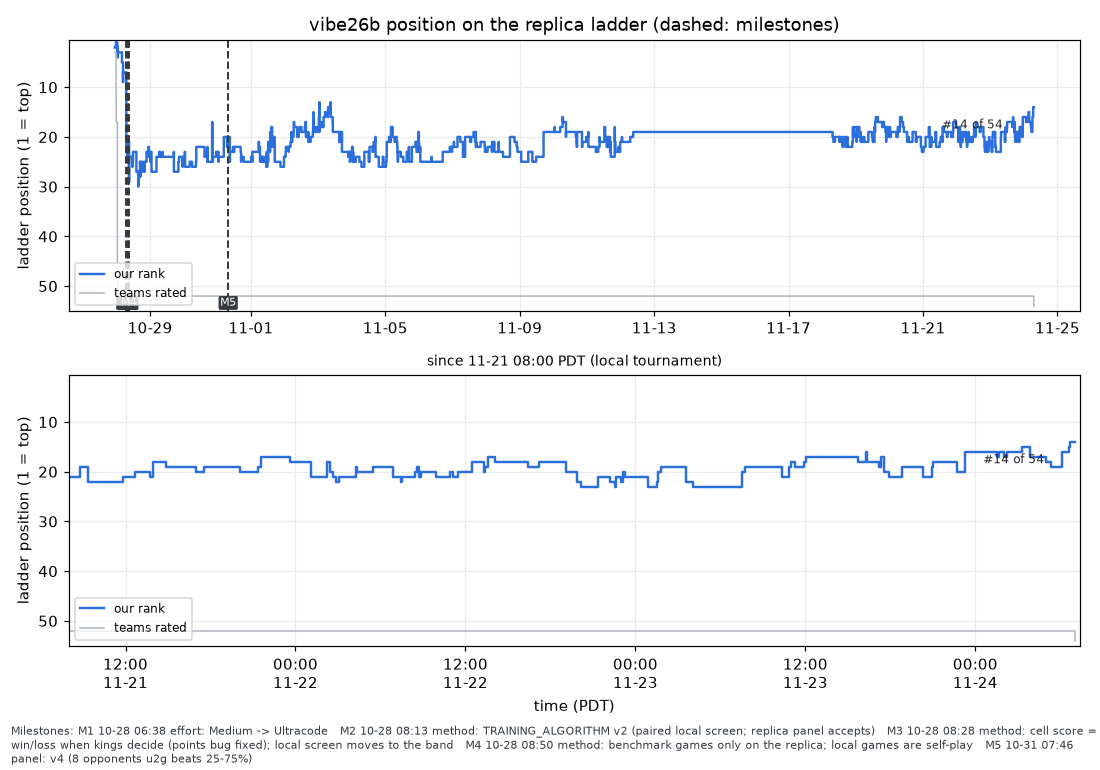 vibe26b position on the replica ladder (dashed: milestones)
ladder position (1 = top)
10
20
30
40
50
#14 of 54
our rank
teams rated
M5
10-29
11-01
11-05
11-09
11-13
11-17
11-21
11-25
since 11-21 08:00 PDT (local tournament)
ladder position (1 = top)
10
20
30
40
50
#14 of 54
our rank
teams rated
12:00
11-21
00:00
11-22
12:00
11-22
00:00
11-23
12:00
11-23
00:00
11-24
time (PDT)
Milestones: M1 10-28 06:38 effort: Medium -> Ultracode M2 10-28 08:13 method: TRAINING_ALGORITHM v2 (paired local screen; replica panel accepts) M3 10-28 08:28 method: cell score =
win/loss when kings decide (points bug fixed); local screen moves to the band M4 10-28 08:50 method: benchmark games only on the replica; local games are self-play M5 10-31 07:46
panel: v4 (8 opponents u2g beats 25-75%)